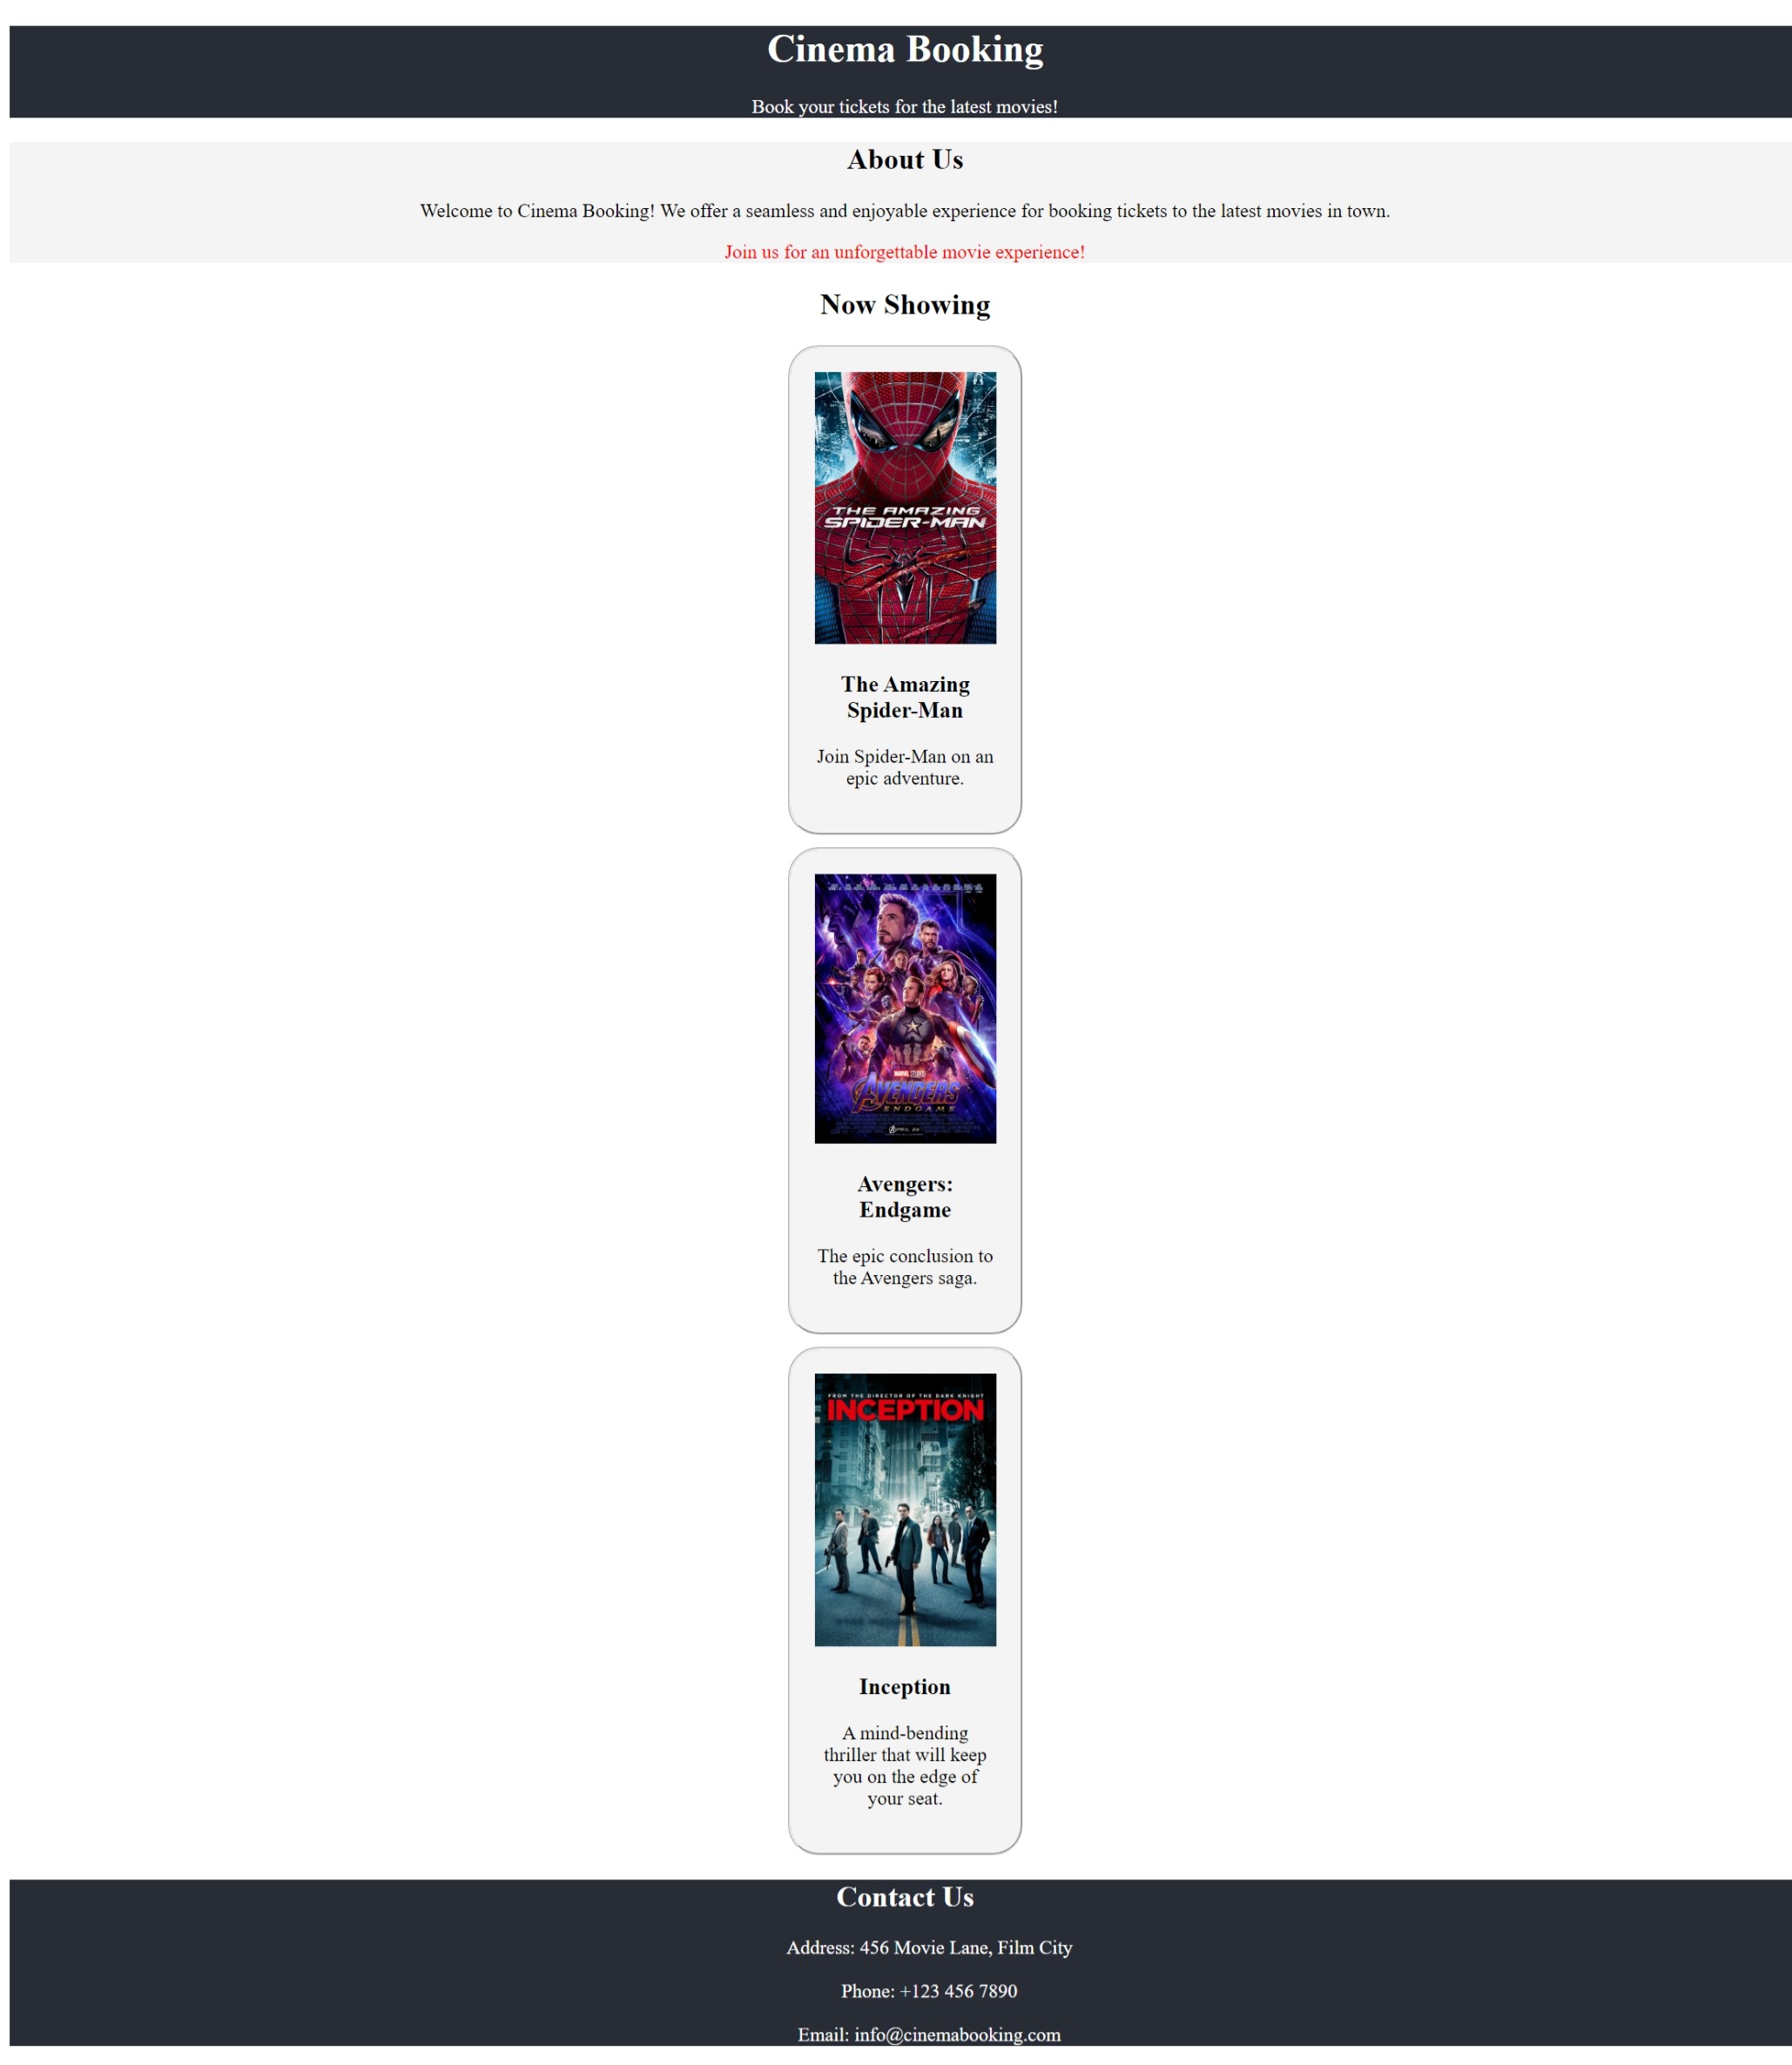 Cinema Booking
Book your tickets for the latest movies!
About Us
Welcome to Cinema Booking! We offer a seamless and enjoyable experience for booking tickets to the latest movies in town.
Join us for an unforgettable movie experience!
Now Showing
THE AMAZING
SPIDER-MAN
The Amazing
Spider-Man
Join Spider-Man on an
epic adventure.
MARVEL STUDIOS
AVENGERS
ENDGAME
APRIL 26
Avengers:
Endgame
The epic conclusion to
the Avengers saga.
FROM THE DIRECTOR OF THE DARK KNIGHT
INCEPTION
Inception
A mind-bending
thriller that will keep
you on the edge of
your seat.
Contact Us
Address: 456 Movie Lane, Film City
Phone: +123 456 7890
Email: info@cinemabooking.com